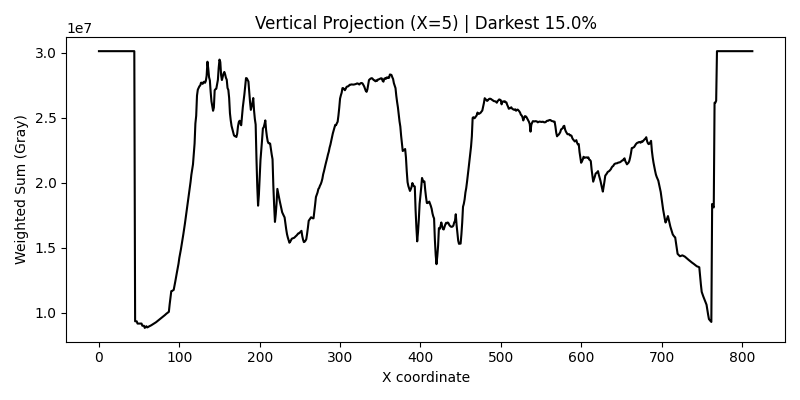 Vertical Projection (X=5) | Darkest 15.0%
1e7
3.0
2.5
2.0
1.5
1.0
Weighted Sum (Gray)
0 100 200 300 400 500 600 700 800
X coordinate